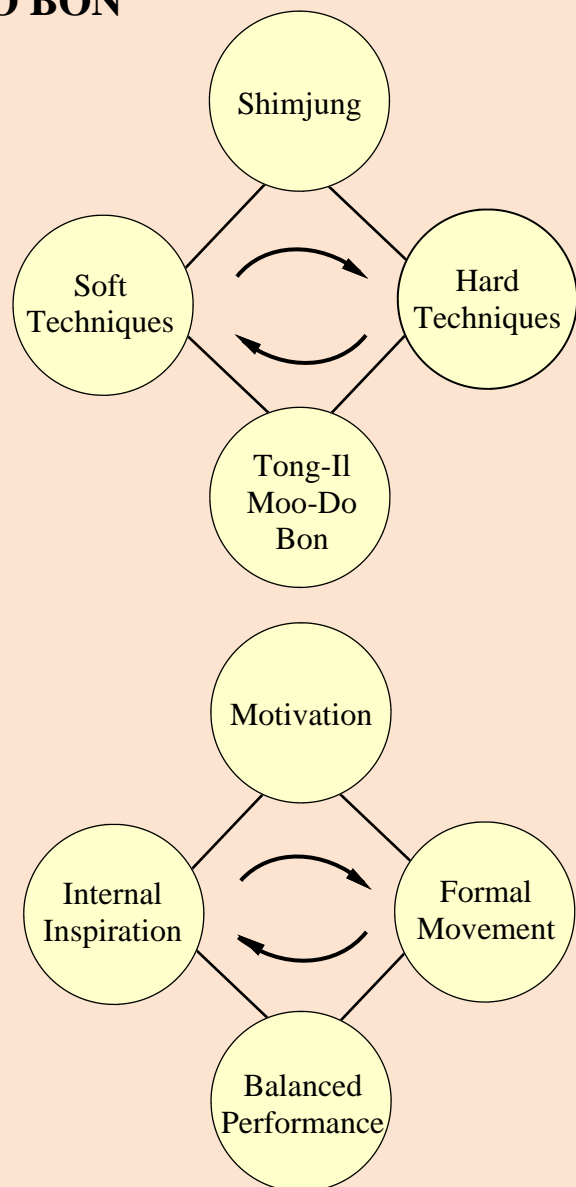 O BON
Shimjung
Soft
Techniques
Hard
Techniques
Tong-Il
Moo-Do
Bon
Motivation
Internal
Inspiration
Formal
Movement
Balanced
Performance